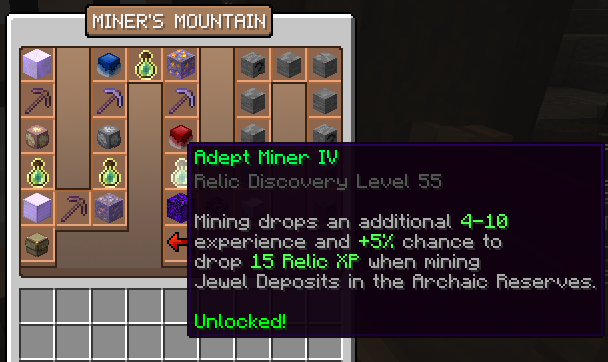 MINER'S MOUNTAIN
Adept Miner IV
Relic Discovery Level 55
Mining drops an additional 4-10
experience and +5% chance to
drop 15 Relic XP when mining
Jewel Deposits in the Archaic Reserves.
Unlocked!